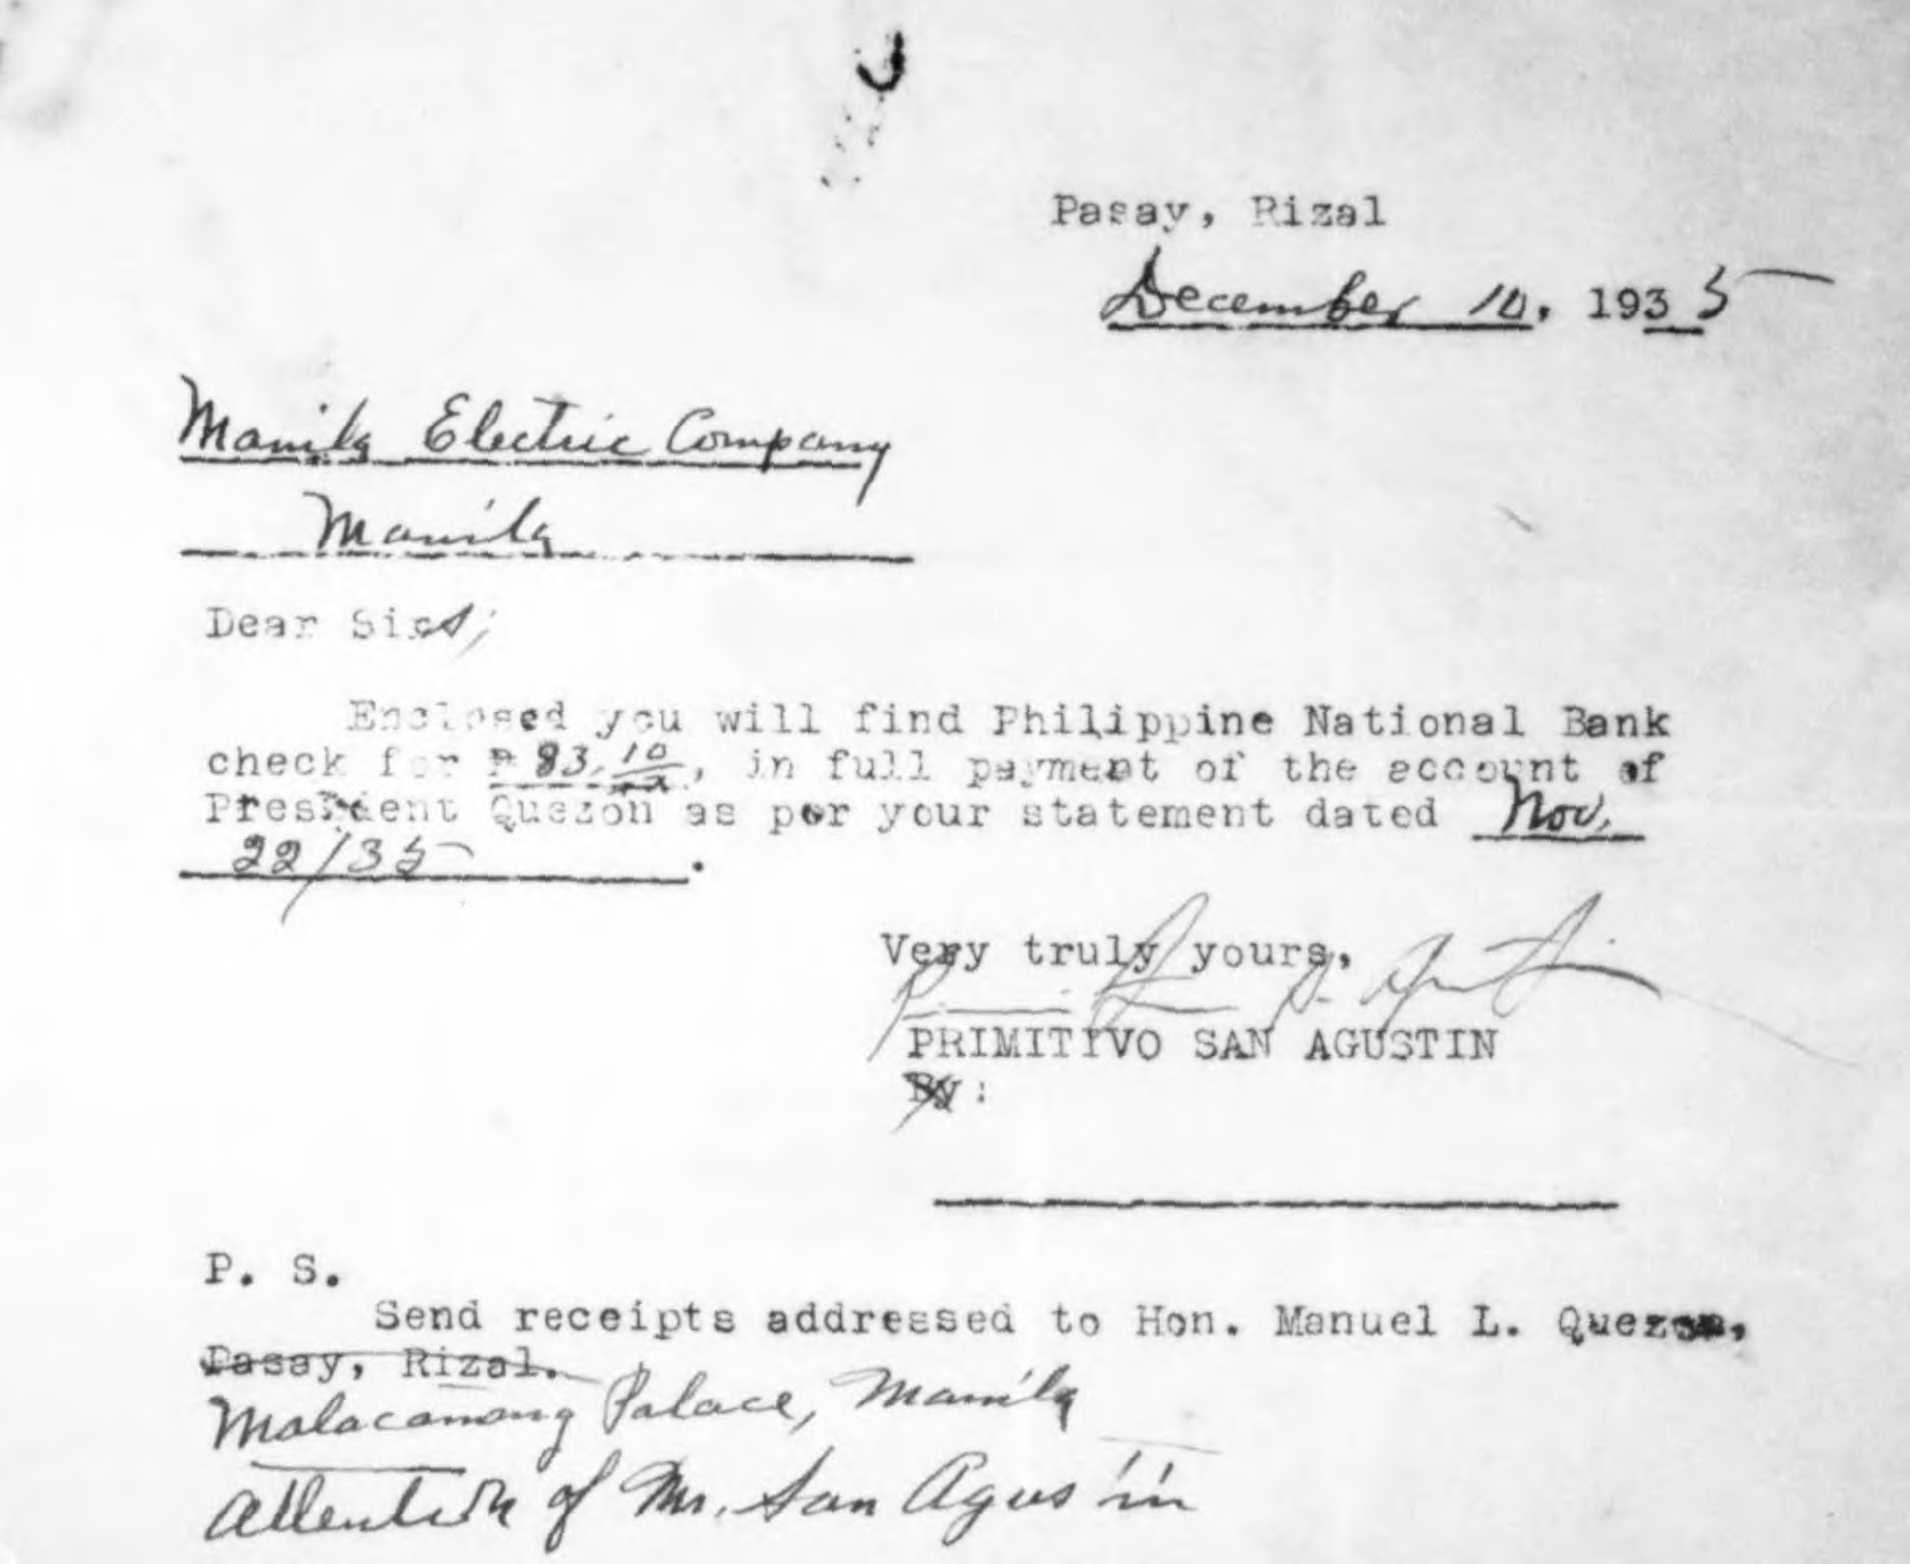 Pasay, Rizal
December 10, 1935
Manila Electric Company
Manila
Dear Sirs;
Enclosed you will find Philippine National Bank
check for ₱ 83.10/xx, in full payment of the account of
President Quezon as per your statement dated Nov.
22/35.
Very truly yours,
PRIMITIVO SAN AGUSTIN
By:
P. S.
Send receipts addressed to Hon. Manuel L. Quezon,
Pasay, Rizal.
Malacanang Palace, Manila
Attention of Mr. San Agustin